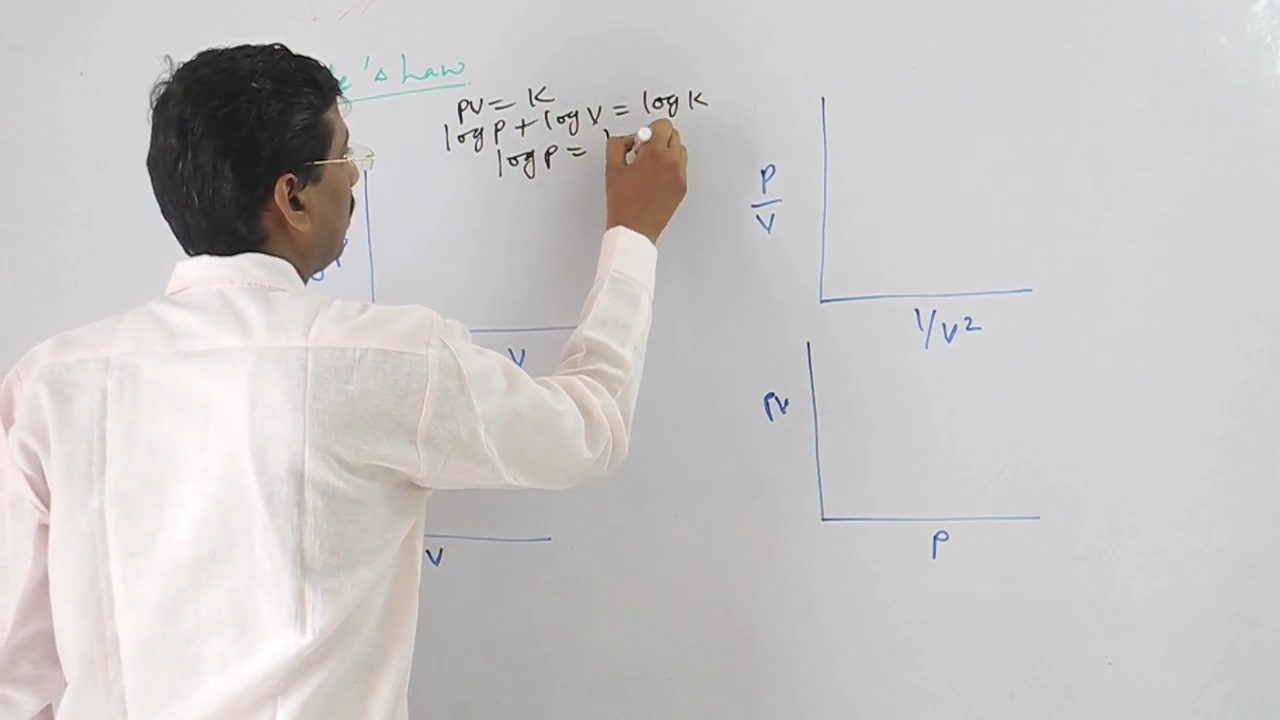 's Law
PV = K
log P + log V = log K
log P =
V
V
P
V
1/V²
PV
P